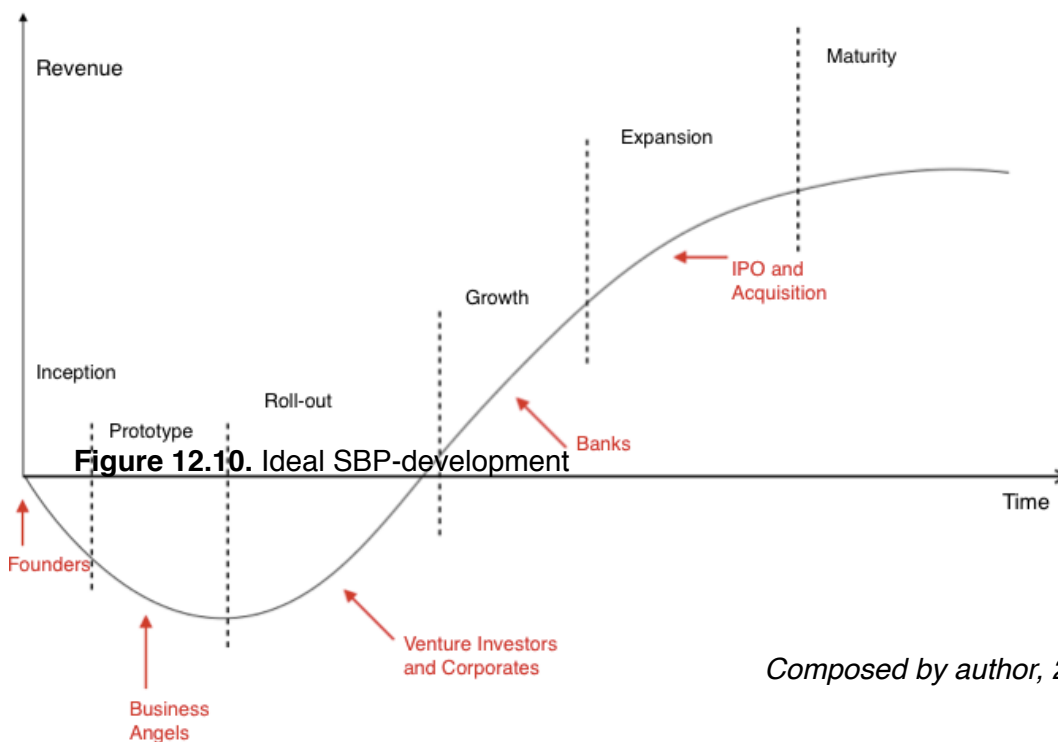 Revenue
Maturity
Expansion
IPO and
Acquisition
Growth
Inception
Roll-out
Prototype
Banks
Figure 12.10. Ideal SBP-development
Time
Founders
Venture Investors
and Corporates
Composed by author,
Business
Angels